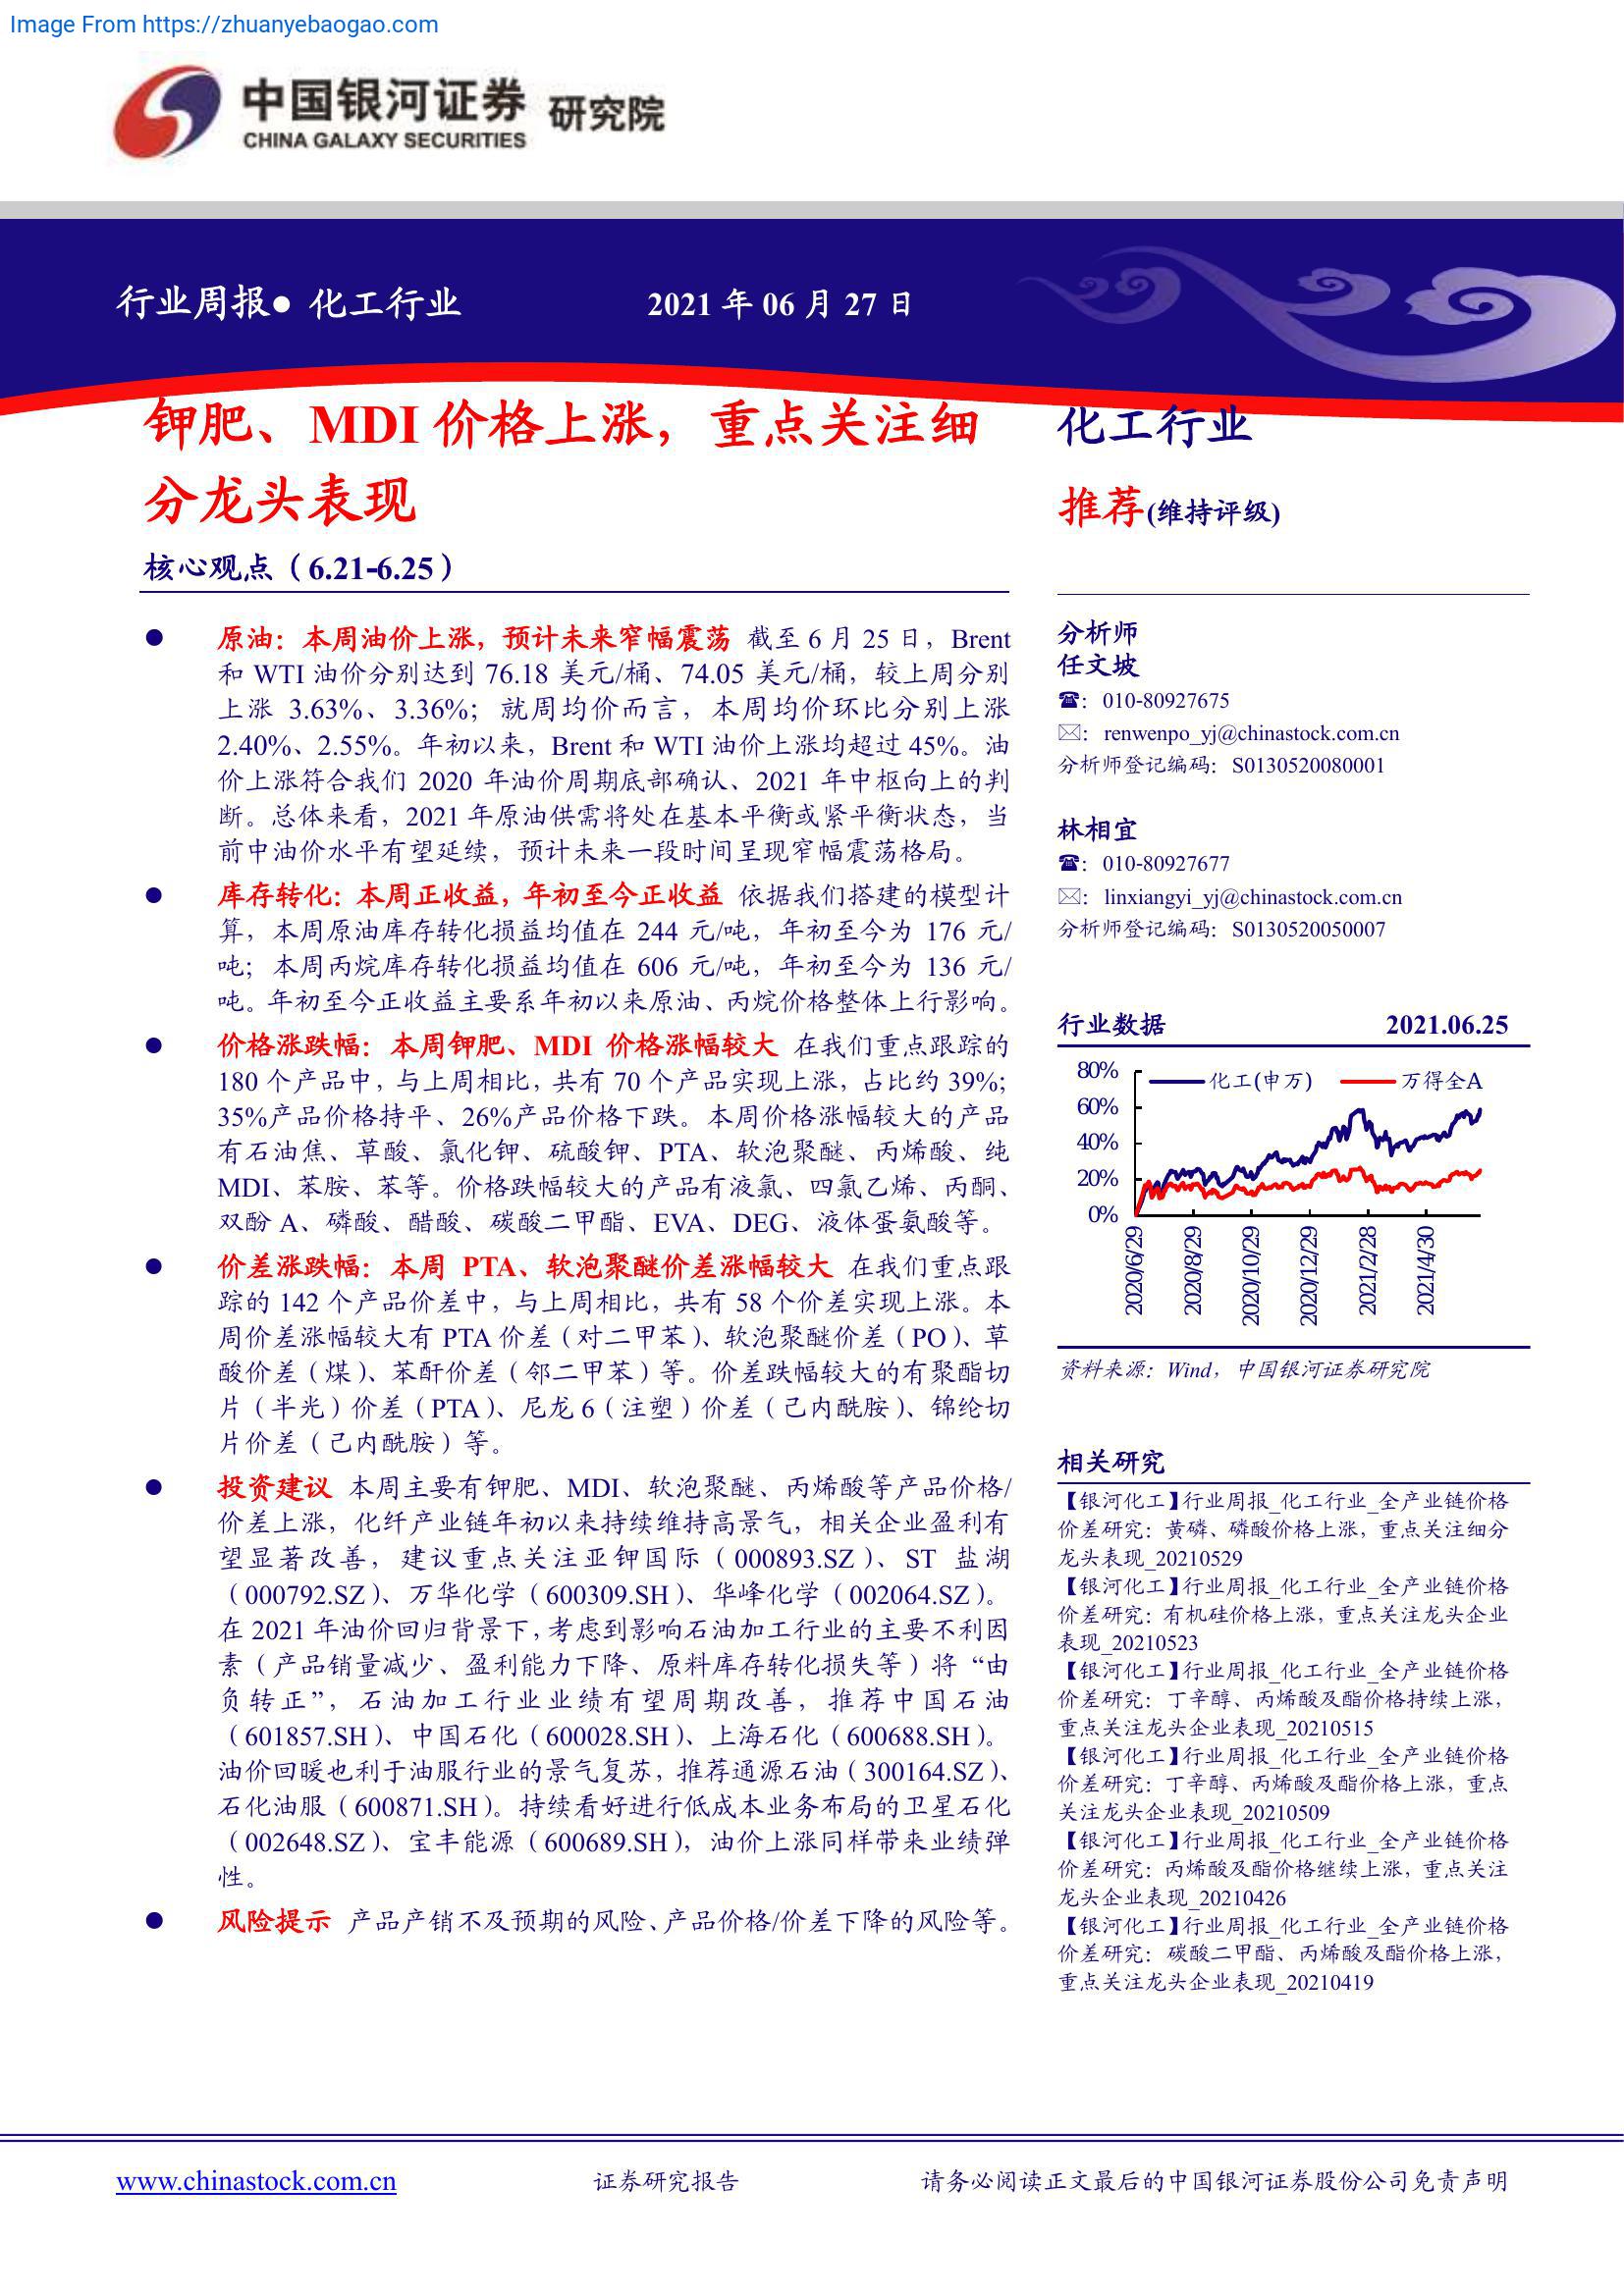 Image From https://zhuanyebaogao.com
中国银河证券 研究院
CHINA GALAXY SECURITIES
行业周报● 化工行业
2021 年 06 月 27 日
钾肥、MDI 价格上涨，重点关注细
分龙头表现
核心观点（6.21-6.25）
● 原油：本周油价上涨，预计未来窄幅震荡 截至 6 月 25 日，Brent
和 WTI 油价分别达到 76.18 美元/桶、74.05 美元/桶，较上周分别
上涨 3.63%、3.36%；就周均价而言，本周均价环比分别上涨
2.40%、2.55%。年初以来，Brent 和 WTI 油价上涨均超过 45%。油
价上涨符合我们 2020 年油价周期底部确认、2021 年中枢向上的判
断。总体来看，2021 年原油供需将处在基本平衡或紧平衡状态，当
前中油价水平有望延续，预计未来一段时间呈现窄幅震荡格局。
● 库存转化：本周正收益，年初至今正收益 依据我们搭建的模型计
算，本周原油库存转化损益均值在 244 元/吨，年初至今为 176 元/
吨；本周丙烷库存转化损益均值在 606 元/吨，年初至今为 136 元/
吨。年初至今正收益主要系年初以来原油、丙烷价格整体上行影响。
● 价格涨跌幅：本周钾肥、MDI 价格涨幅较大 在我们重点跟踪的
180 个产品中，与上周相比，共有 70 个产品实现上涨，占比约 39%；
35%产品价格持平、26%产品价格下跌。本周价格涨幅较大的产品
有石油焦、草酸、氯化钾、硫酸钾、PTA、软泡聚醚、丙烯酸、纯
MDI、苯胺、苯等。价格跌幅较大的产品有液氯、四氯乙烯、丙酮、
双酚 A、磷酸、醋酸、碳酸二甲酯、EVA、DEG、液体蛋氨酸等。
● 价差涨跌幅：本周 PTA、软泡聚醚价差涨幅较大 在我们重点跟
踪的 142 个产品价差中，与上周相比，共有 58 个价差实现上涨。本
周价差涨幅较大有 PTA 价差（对二甲苯）、软泡聚醚价差（PO）、草
酸价差（煤）、苯酐价差（邻二甲苯）等。价差跌幅较大的有聚酯切
片（半光）价差（PTA）、尼龙 6（注塑）价差（己内酰胺）、锦纶切
片价差（己内酰胺）等。
● 投资建议 本周主要有钾肥、MDI、软泡聚醚、丙烯酸等产品价格/
价差上涨，化纤产业链年初以来持续维持高景气，相关企业盈利有
望显著改善，建议重点关注亚钾国际（000893.SZ）、ST 盐湖
（000792.SZ）、万华化学（600309.SH）、华峰化学（002064.SZ）。
在 2021 年油价回归背景下，考虑到影响石油加工行业的主要不利因
素（产品销量减少、盈利能力下降、原料库存转化损失等）将“由
负转正”，石油加工行业业绩有望周期改善，推荐中国石油
（601857.SH）、中国石化（600028.SH）、上海石化（600688.SH）。
油价回暖也利于油服行业的景气复苏，推荐通源石油（300164.SZ）、
石化油服（600871.SH）。持续看好进行低成本业务布局的卫星石化
（002648.SZ）、宝丰能源（600689.SH），油价上涨同样带来业绩弹
性。
● 风险提示 产品产销不及预期的风险、产品价格/价差下降的风险等。
化工行业
推荐(维持评级)
分析师
任文坡
☎：010-80927675
✉：renwenpo_yj@chinastock.com.cn
分析师登记编码：S0130520080001
林相宜
☎：010-80927677
✉：linxiangyi_yj@chinastock.com.cn
分析师登记编码：S0130520050007
行业数据 2021.06.25
化工(申万) 万得全A
80%
60%
40%
20%
0%
2020/6/29
2020/8/29
2020/10/29
2020/12/29
2021/2/28
2021/4/30
资料来源：Wind，中国银河证券研究院
相关研究
【银河化工】行业周报_化工行业_全产业链价格
价差研究：黄磷、磷酸价格上涨，重点关注细分
龙头表现_20210529
【银河化工】行业周报_化工行业_全产业链价格
价差研究：有机硅价格上涨，重点关注龙头企业
表现_20210523
【银河化工】行业周报_化工行业_全产业链价格
价差研究：丁辛醇、丙烯酸及酯价格持续上涨，
重点关注龙头企业表现_20210515
【银河化工】行业周报_化工行业_全产业链价格
价差研究：丁辛醇、丙烯酸及酯价格上涨，重点
关注龙头企业表现_20210509
【银河化工】行业周报_化工行业_全产业链价格
价差研究：丙烯酸及酯价格继续上涨，重点关注
龙头企业表现_20210426
【银河化工】行业周报_化工行业_全产业链价格
价差研究：碳酸二甲酯、丙烯酸及酯价格上涨，
重点关注龙头企业表现_20210419
www.chinastock.com.cn
证券研究报告
请务必阅读正文最后的中国银河证券股份公司免责声明